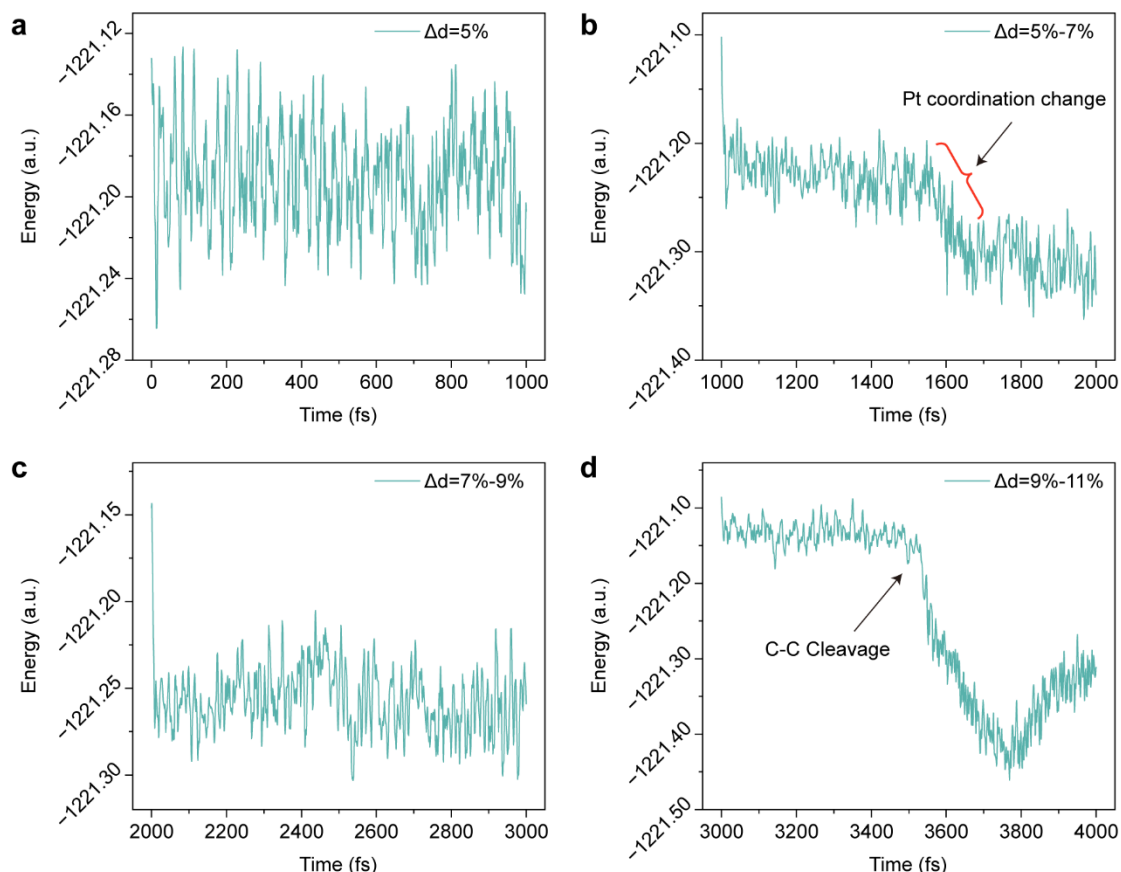 a
Δd=5%
−1221.12
−1221.16
−1221.20
−1221.24
−1221.28
Energy (a.u.)
0 200 400 600 800 1000
Time (fs)
b
Δd=5%-7%
Pt coordination change
−1221.10
−1221.20
−1221.30
−1221.40
Energy (a.u.)
1000 1200 1400 1600 1800 2000
Time (fs)
c
Δd=7%-9%
−1221.15
−1221.20
−1221.25
−1221.30
Energy (a.u.)
2000 2200 2400 2600 2800 3000
Time (fs)
d
Δd=9%-11%
C-C Cleavage
−1221.10
−1221.20
−1221.30
−1221.40
−1221.50
Energy (a.u.)
3000 3200 3400 3600 3800 4000
Time (fs)